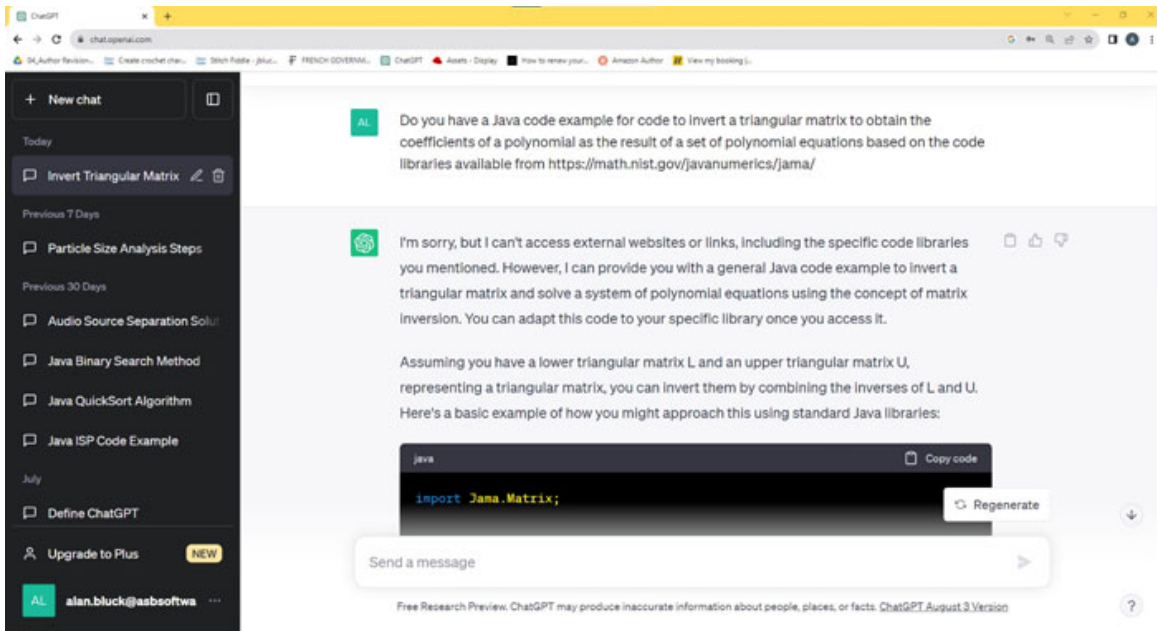 ChatGPT
chat.openai.com
04_Author Revision... Create crochet char... Stitch Fiddle - jbluc... FRENCH GOVERNM... ChatGPT Assets - Display How to renew your... Amazon Author View my booking |...
New chat
Today
Invert Triangular Matrix
Previous 7 Days
Particle Size Analysis Steps
Previous 30 Days
Audio Source Separation Solut
Java Binary Search Method
Java QuickSort Algorithm
Java ISP Code Example
July
Define ChatGPT
Upgrade to Plus NEW
AL alan.bluck@asbsoftwa ...
AL
Do you have a Java code example for code to invert a triangular matrix to obtain the
coefficients of a polynomial as the result of a set of polynomial equations based on the code
libraries available from https://math.nist.gov/javanumerics/jama/
I'm sorry, but I can't access external websites or links, including the specific code libraries
you mentioned. However, I can provide you with a general Java code example to invert a
triangular matrix and solve a system of polynomial equations using the concept of matrix
inversion. You can adapt this code to your specific library once you access it.
Assuming you have a lower triangular matrix L and an upper triangular matrix U,
representing a triangular matrix, you can invert them by combining the inverses of L and U.
Here's a basic example of how you might approach this using standard Java libraries:
java Copy code
import Jama.Matrix;
Regenerate
Send a message
Free Research Preview. ChatGPT may produce inaccurate information about people, places, or facts. ChatGPT August 3 Version
?